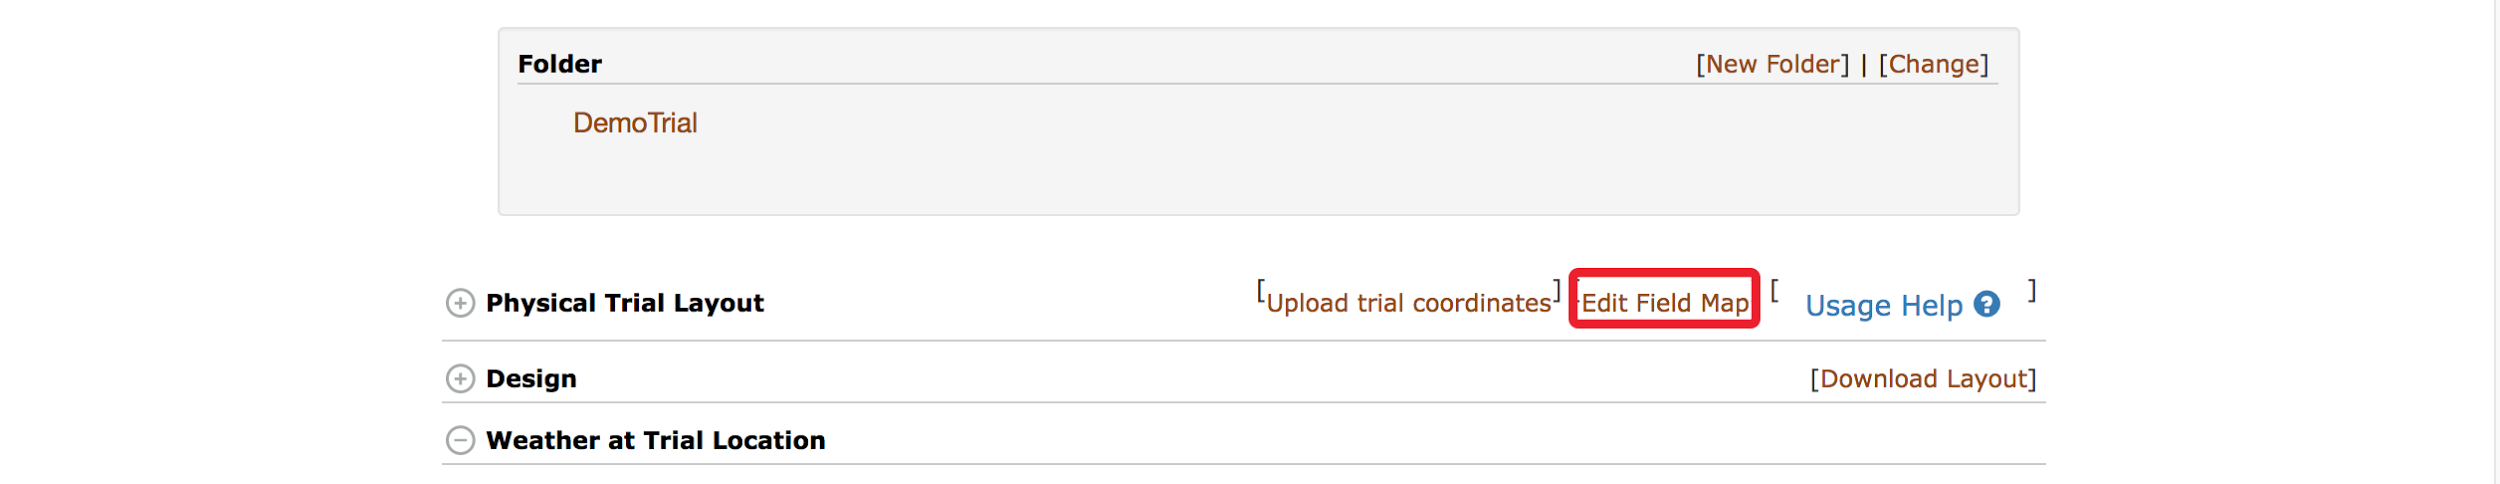 Folder [New Folder] | [Change]
DemoTrial
Physical Trial Layout [Upload trial coordinates] [Edit Field Map [ Usage Help ? ]
Design [Download Layout]
Weather at Trial Location